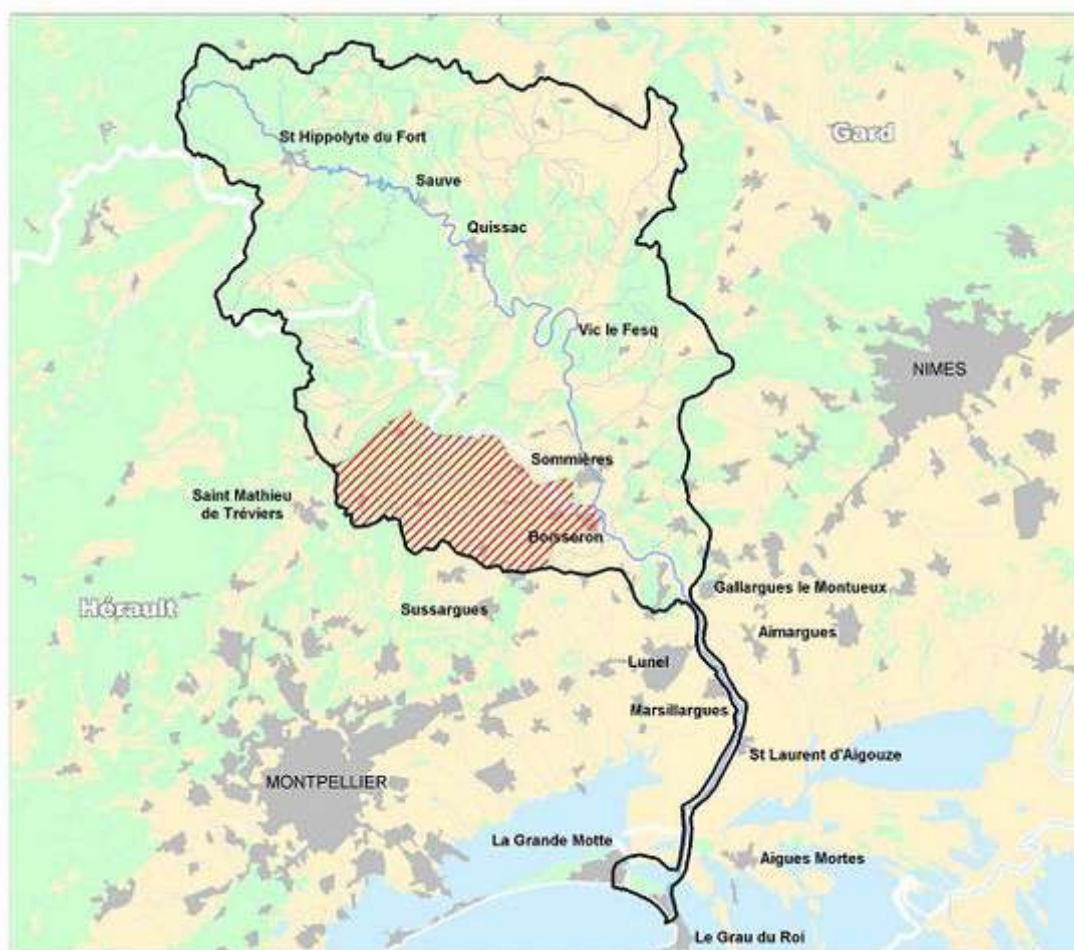 Gard
St Hippolyte du Fort
Sauve
Quissac
Vic le Fesq
NIMES
Sommières
Saint Mathieu
de Tréviers
Boisseron
Gallargues le Montueux
Hérault
Sussargues
Aimargues
Lunel
Marsillargues
St Laurent d'Aigouze
MONTPELLIER
La Grande Motte
Aigues Mortes
Le Grau du Roi